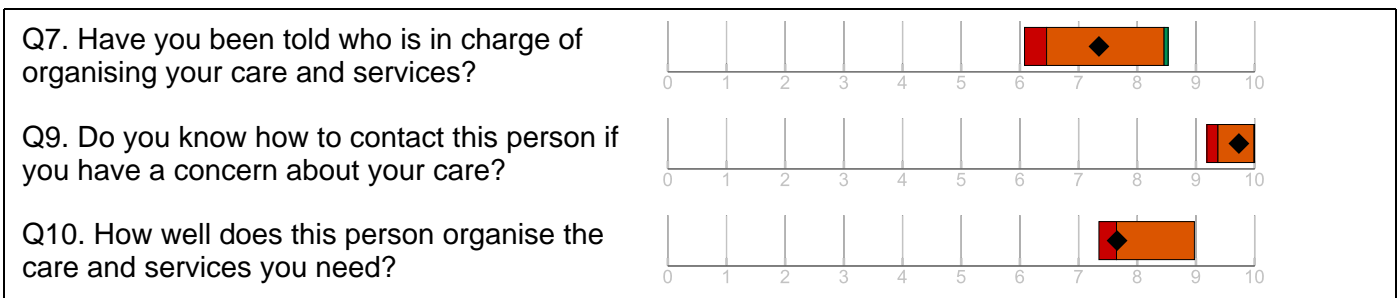 Q7. Have you been told who is in charge of
organising your care and services?
0 1 2 3 4 5 6 7 8 9 10
Q9. Do you know how to contact this person if
you have a concern about your care?
0 1 2 3 4 5 6 7 8 9 10
Q10. How well does this person organise the
care and services you need?
0 1 2 3 4 5 6 7 8 9 10